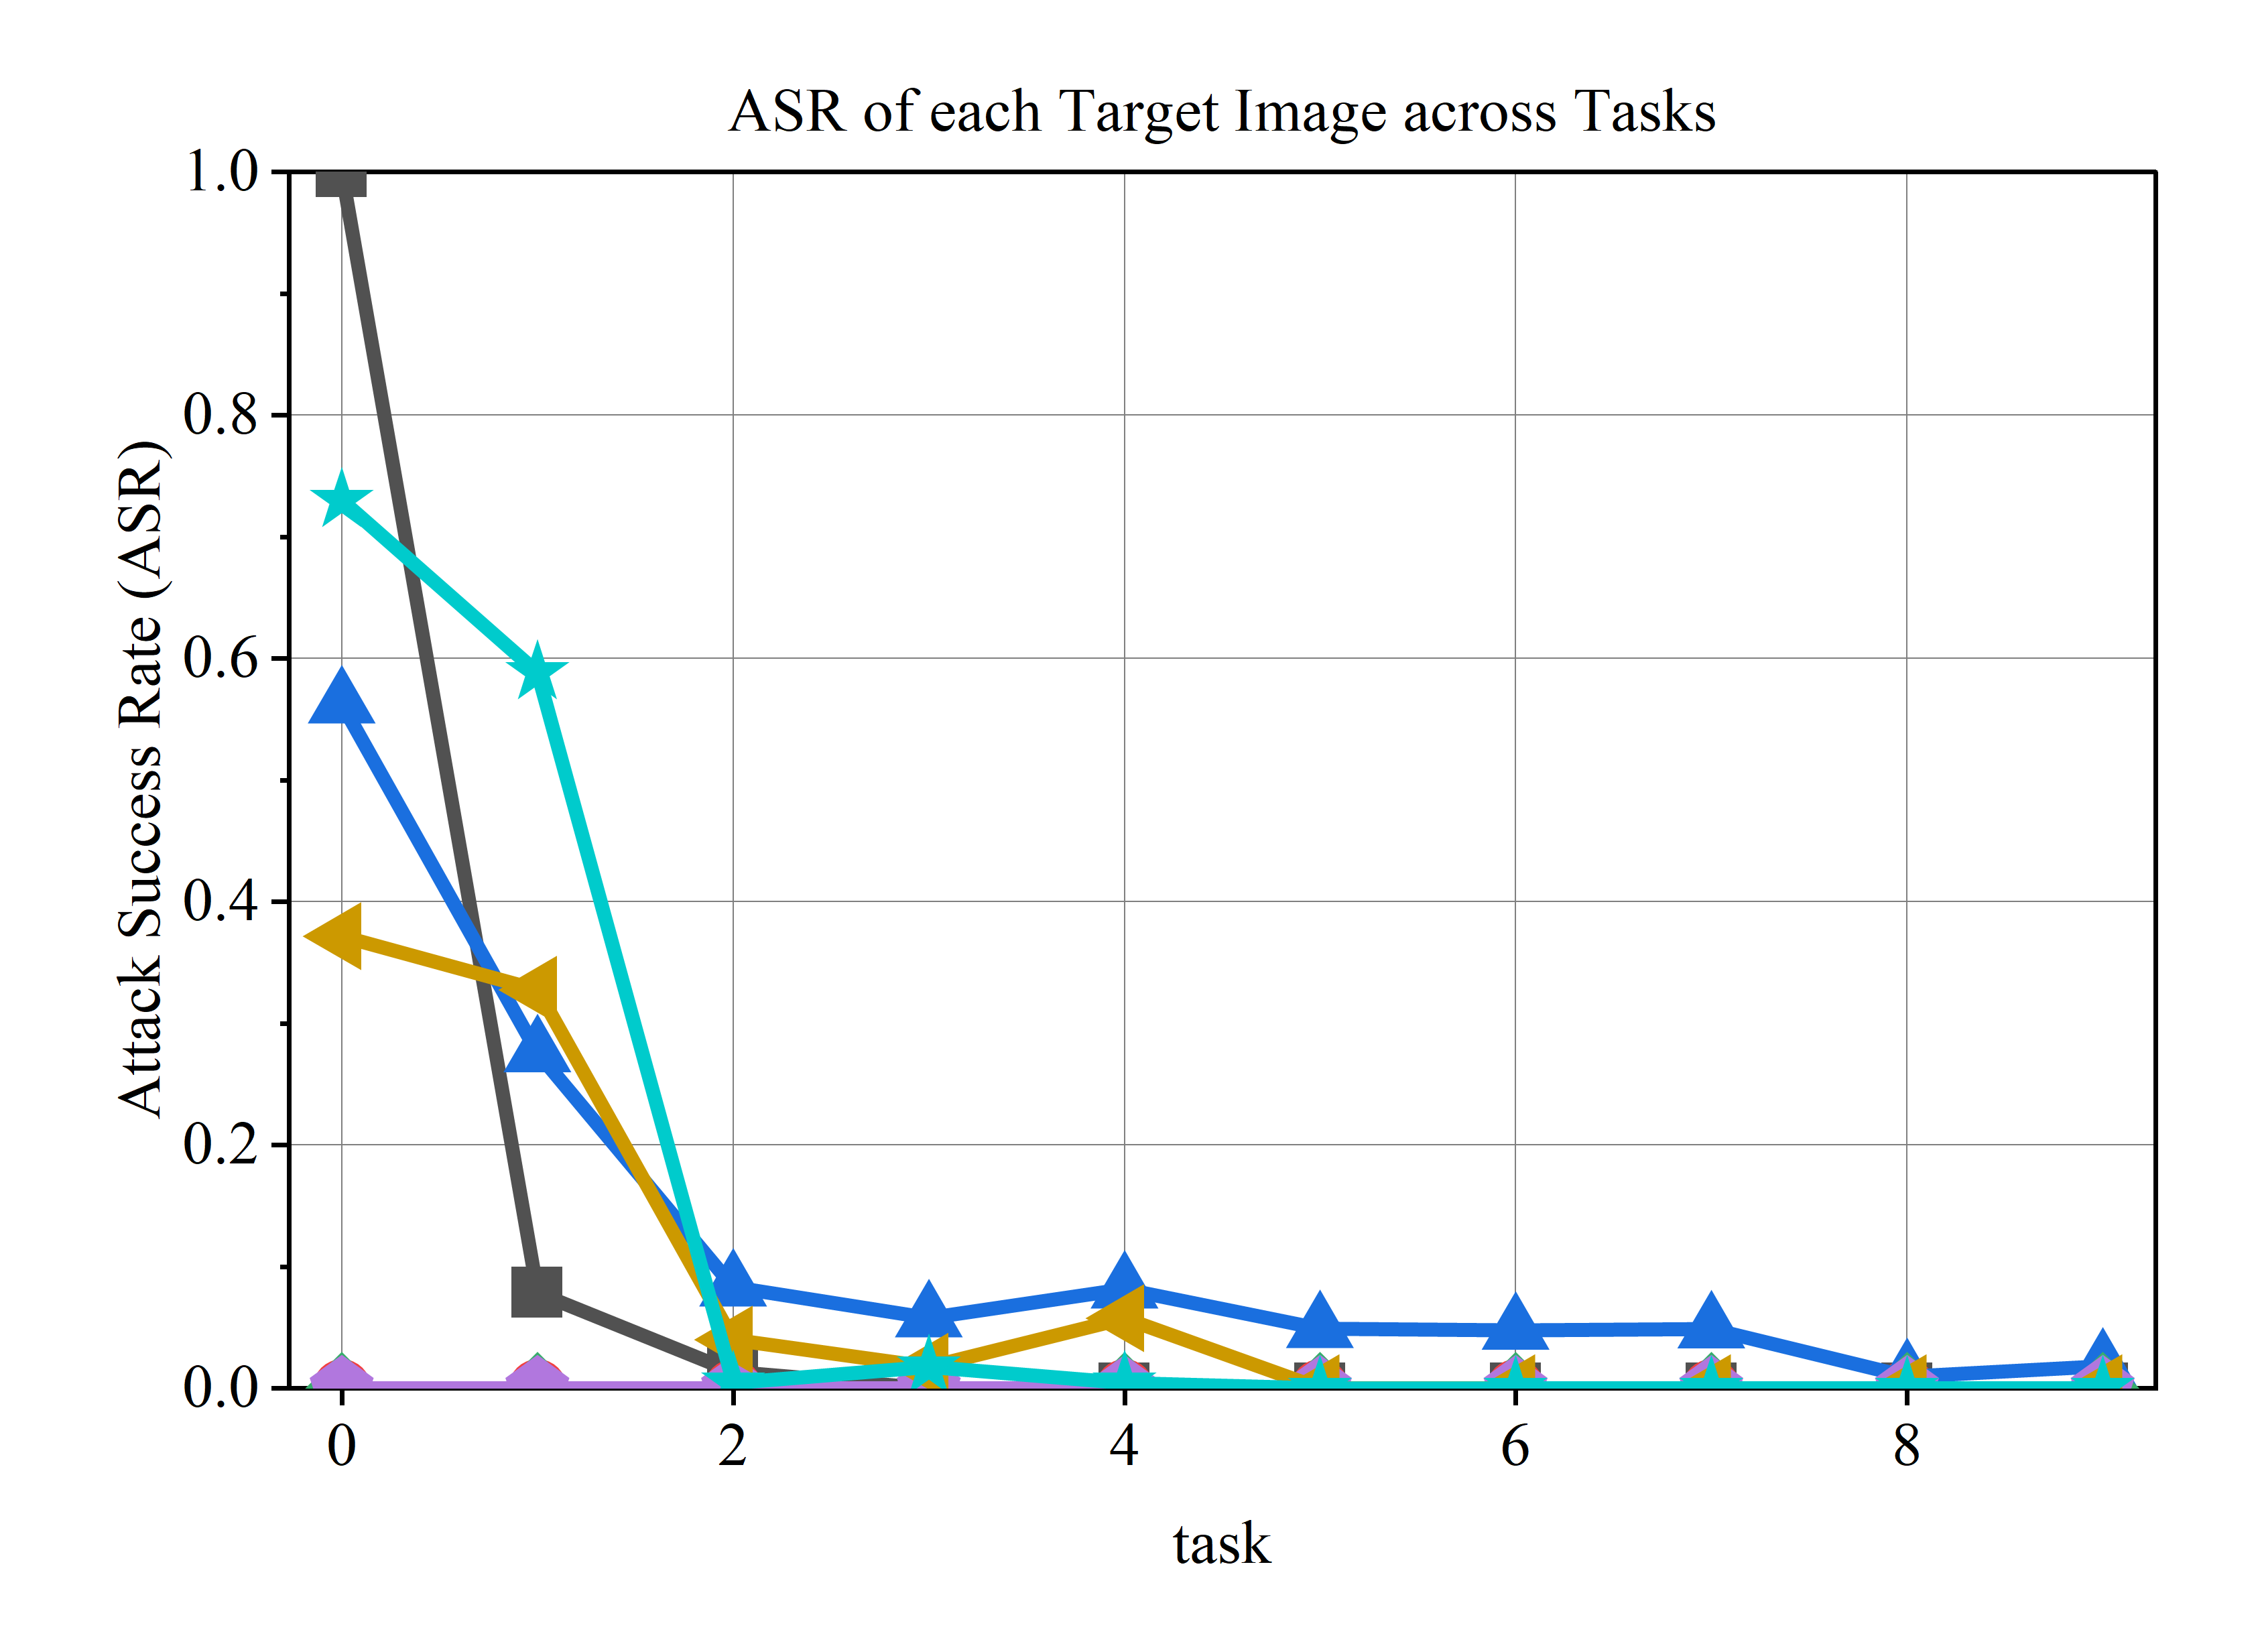 ASR of each Target Image across Tasks
1.0
0.8
0.6
0.4
0.2
0.0
Attack Success Rate (ASR)
0 2 4 6 8
task